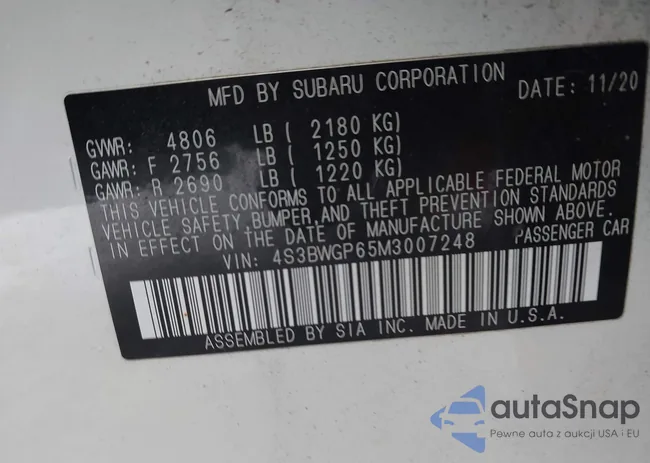 MFD BY SUBARU CORPORATION DATE: 11/20
GVWR: 4806 LB ( 2180 KG)
GAWR: F 2756 LB ( 1250 KG)
GAWR: R 2690 LB ( 1220 KG)
THIS VEHICLE CONFORMS TO ALL APPLICABLE FEDERAL MOTOR
VEHICLE SAFETY, BUMPER, AND THEFT PREVENTION STANDARDS
IN EFFECT ON THE DATE OF MANUFACTURE SHOWN ABOVE.
VIN: 4S3BWGP65M3007248 PASSENGER CAR
ASSEMBLED BY SIA INC. MADE IN U.S.A.
autaSnap
Pewne auta z aukcji USA i EU